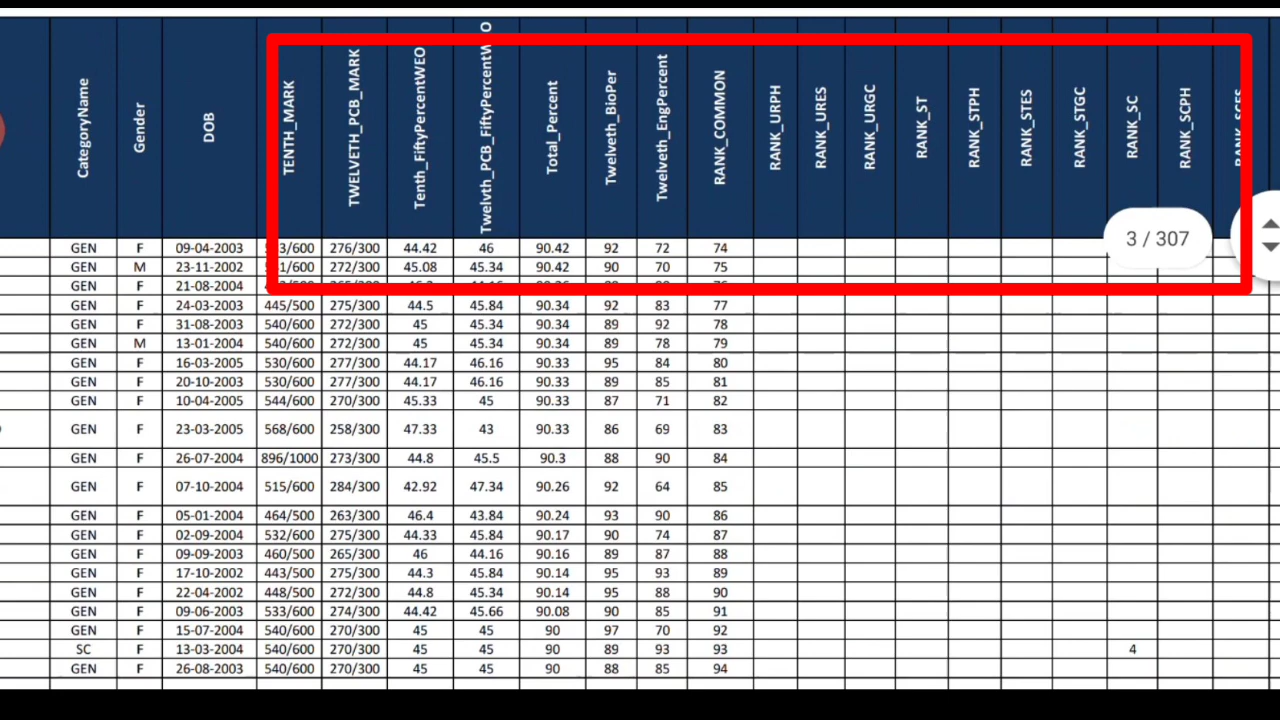 CategoryName Gender DOB TENTH_MARK TWELVETH_PCB_MARK Tenth_FiftyPercentWEO Twelvth_PCB_FiftyPercentW O Total_Percent Twelveth_BioPer Twelveth_EngPercent RANK_COMMON RANK_URPH RANK_URES RANK_URGC RANK_ST RANK_STPH RANK_STES RANK_STGC RANK_SC RANK_SCPH
3 / 307
GEN F 09-04-2003 3/600 276/300 44.42 46 90.42 92 72 74
GEN M 23-11-2002 1/600 272/300 45.08 45.34 90.42 90 70 75
GEN F 21-08-2004
GEN F 24-03-2003 445/500 275/300 44.5 45.84 90.34 92 83 77
GEN F 31-08-2003 540/600 272/300 45 45.34 90.34 89 92 78
GEN M 13-01-2004 540/600 272/300 45 45.34 90.34 89 78 79
GEN F 16-03-2005 530/600 277/300 44.17 46.16 90.33 95 84 80
GEN F 20-10-2003 530/600 277/300 44.17 46.16 90.33 89 85 81
GEN F 10-04-2005 544/600 270/300 45.33 45 90.33 87 71 82
GEN F 23-03-2005 568/600 258/300 47.33 43 90.33 86 69 83
GEN F 26-07-2004 896/1000 273/300 44.8 45.5 90.3 88 90 84
GEN F 07-10-2004 515/600 284/300 42.92 47.34 90.26 92 64 85
GEN F 05-01-2004 464/500 263/300 46.4 43.84 90.24 93 90 86
GEN F 02-09-2004 532/600 275/300 44.33 45.84 90.17 90 74 87
GEN F 09-09-2003 460/500 265/300 46 44.16 90.16 89 87 88
GEN F 17-10-2002 443/500 275/300 44.3 45.84 90.14 95 93 89
GEN F 22-04-2002 448/500 272/300 44.8 45.34 90.14 95 88 90
GEN F 09-06-2003 533/600 274/300 44.42 45.66 90.08 90 85 91
GEN F 15-07-2004 540/600 270/300 45 45 90 97 70 92
SC F 13-03-2004 540/600 270/300 45 45 90 89 93 93 4
GEN F 26-08-2003 540/600 270/300 45 45 90 88 85 94